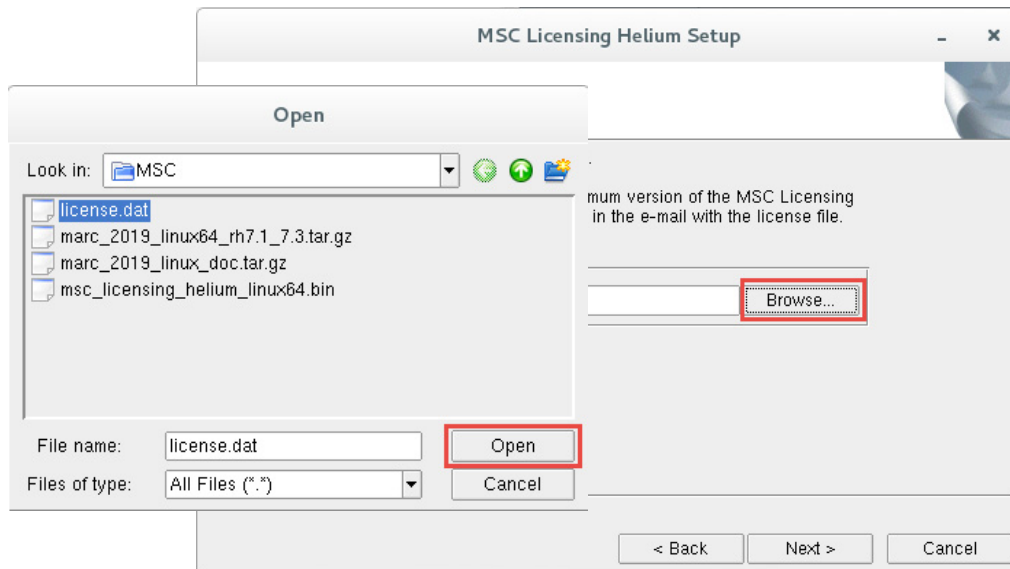 MSC Licensing Helium Setup
Open
Look in: MSC
license.dat
marc_2019_linux64_rh7.1_7.3.tar.gz
marc_2019_linux_doc.tar.gz
msc_licensing_helium_linux64.bin
File name: license.dat Open
Files of type: All Files (*.*) Cancel
mum version of the MSC Licensing
in the e-mail with the license file.
Browse...
< Back Next > Cancel